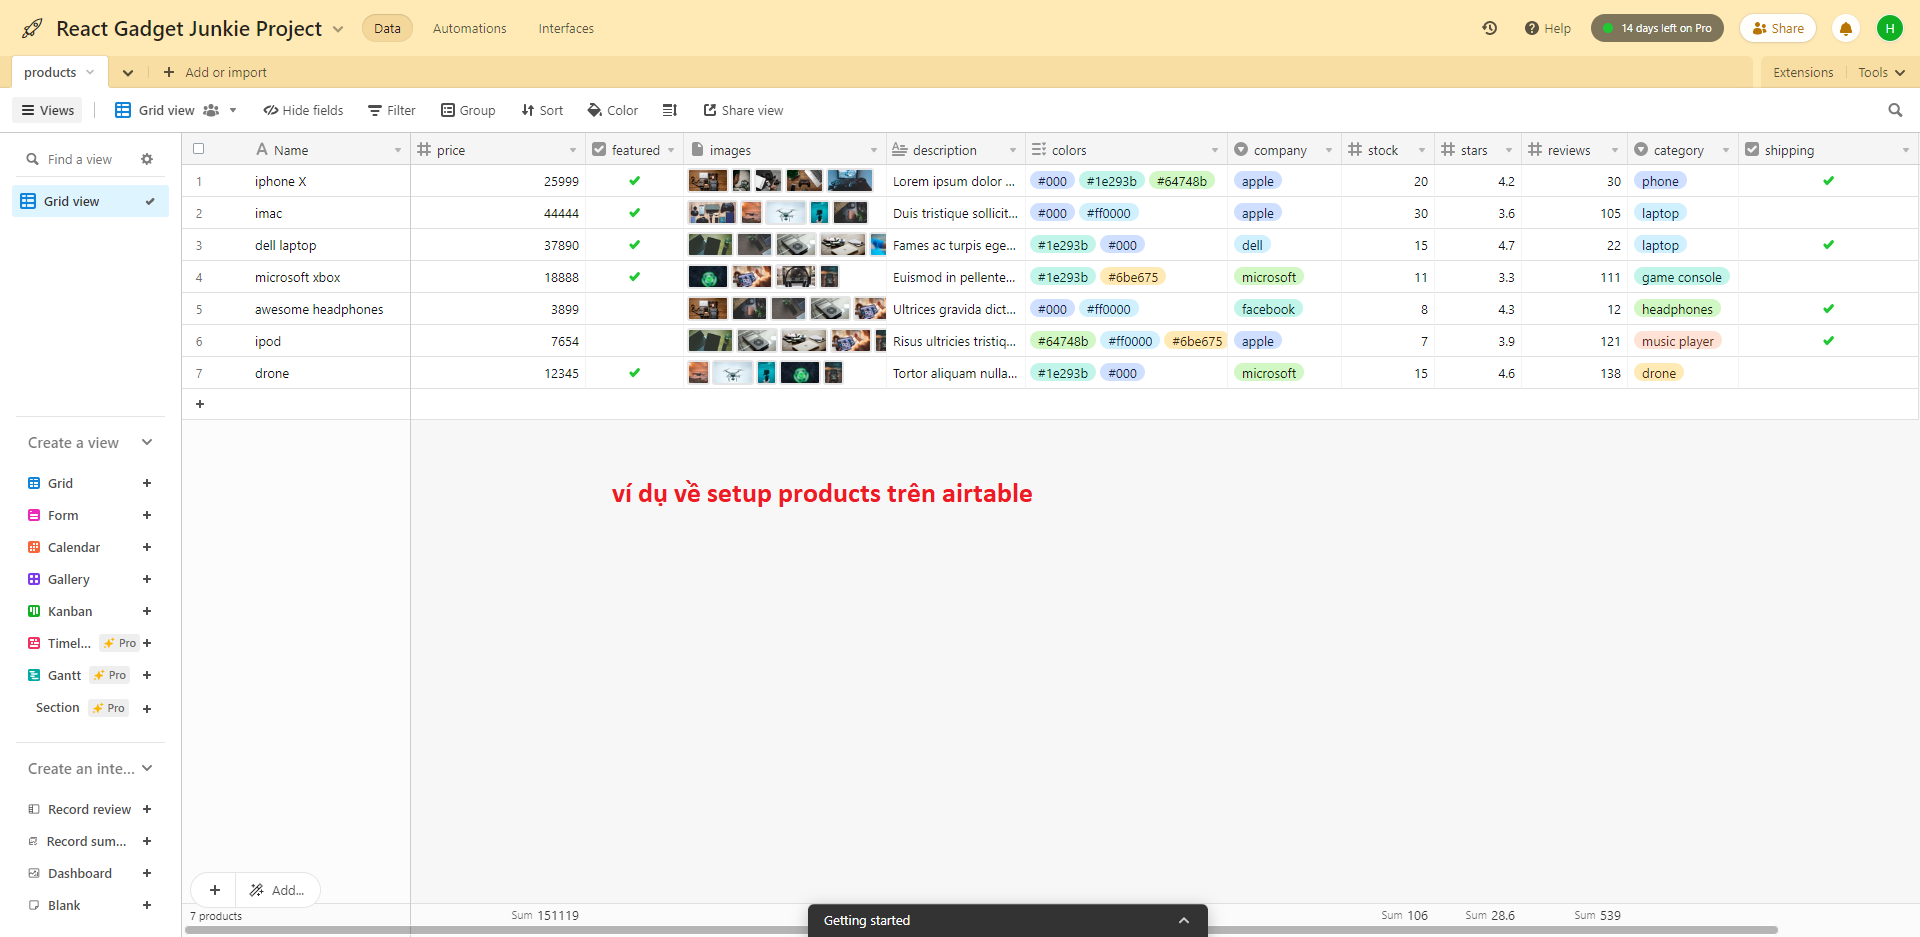 React Gadget Junkie Project Data Automations Interfaces Help 14 days left on Pro Share H
products Add or import Extensions Tools
Views Grid view Hide fields Filter Group Sort Color Share view
Find a view
Grid view
Name price featured images description colors company stock stars reviews category shipping
1 iphone X 25999 Lorem ipsum dolor ... #000 #1e293b #64748b apple 20 4.2 30 phone
2 imac 44444 Duis tristique sollicit... #000 #ff0000 apple 30 3.6 105 laptop
3 dell laptop 37890 Fames ac turpis ege... #1e293b #000 dell 15 4.7 22 laptop
4 microsoft xbox 18888 Euismod in pellente... #1e293b #6be675 microsoft 11 3.3 111 game console
5 awesome headphones 3899 Ultrices gravida dict... #000 #ff0000 facebook 8 4.3 12 headphones
6 ipod 7654 Risus ultricies tristiq... #64748b #ff0000 #6be675 apple 7 3.9 121 music player
7 drone 12345 Tortor aliquam nulla... #1e293b #000 microsoft 15 4.6 138 drone
ví dụ về setup products trên airtable
Create a view
Grid
Form
Calendar
Gallery
Kanban
Timel... Pro
Gantt Pro
Section Pro
Create an inte...
Record review
Record sum...
Dashboard
Blank
Add...
7 products Sum 151119 Sum 106 Sum 28.6 Sum 539
Getting started